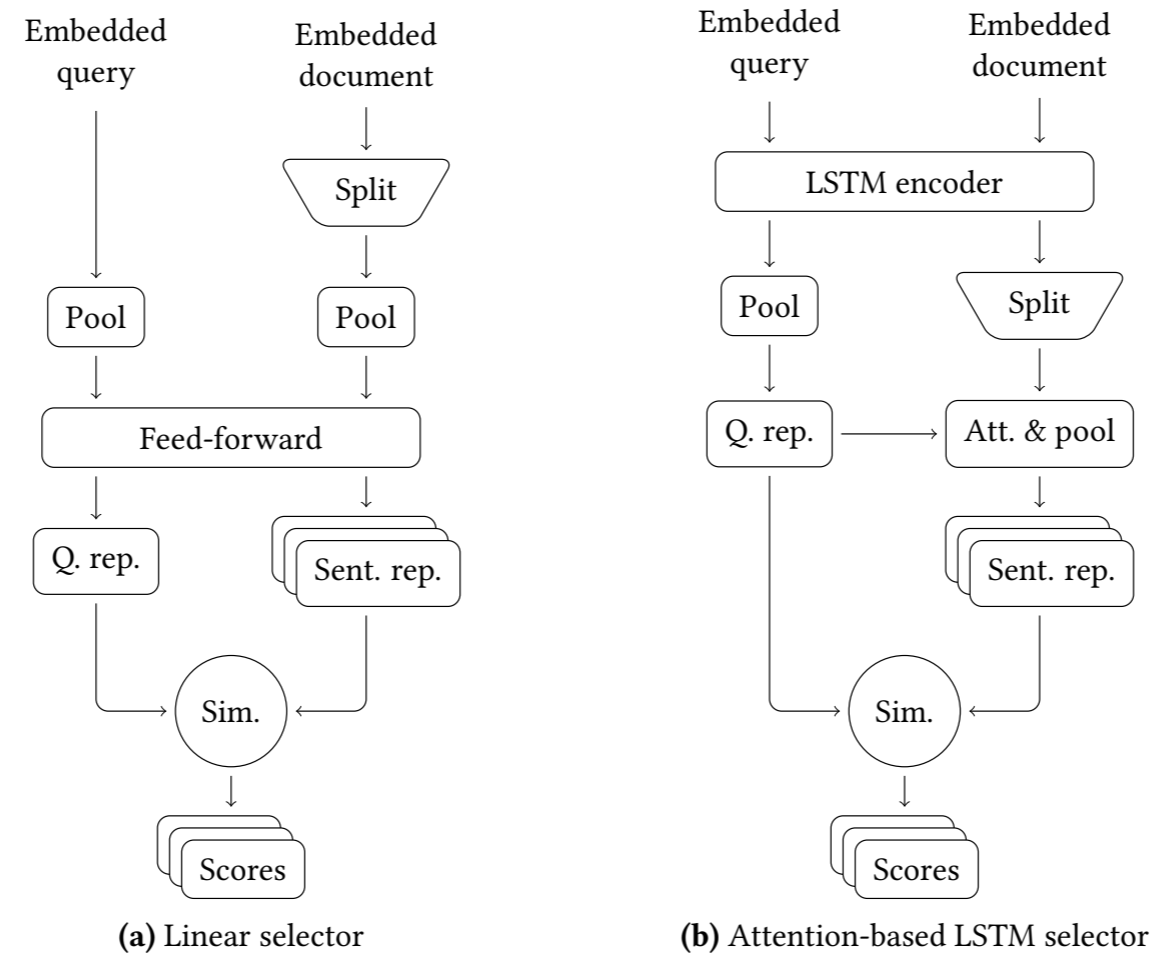 Embedded
query
Embedded
document
Split
Pool
Pool
Feed-forward
Q. rep.
Sent. rep.
Sim.
Scores
(a) Linear selector
Embedded
query
Embedded
document
LSTM encoder
Pool
Split
Q. rep.
Att. & pool
Sent. rep.
Sim.
Scores
(b) Attention-based LSTM selector